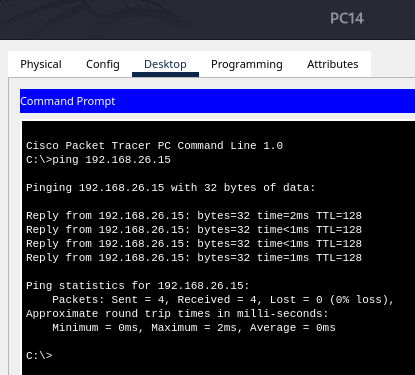 PC14
Physical Config Desktop Programming Attributes
Command Prompt
Cisco Packet Tracer PC Command Line 1.0
C:\>ping 192.168.26.15
Pinging 192.168.26.15 with 32 bytes of data:
Reply from 192.168.26.15: bytes=32 time=2ms TTL=128
Reply from 192.168.26.15: bytes=32 time<1ms TTL=128
Reply from 192.168.26.15: bytes=32 time<1ms TTL=128
Reply from 192.168.26.15: bytes=32 time=1ms TTL=128
Ping statistics for 192.168.26.15:
Packets: Sent = 4, Received = 4, Lost = 0 (0% loss),
Approximate round trip times in milli-seconds:
Minimum = 0ms, Maximum = 2ms, Average = 0ms
C:\>